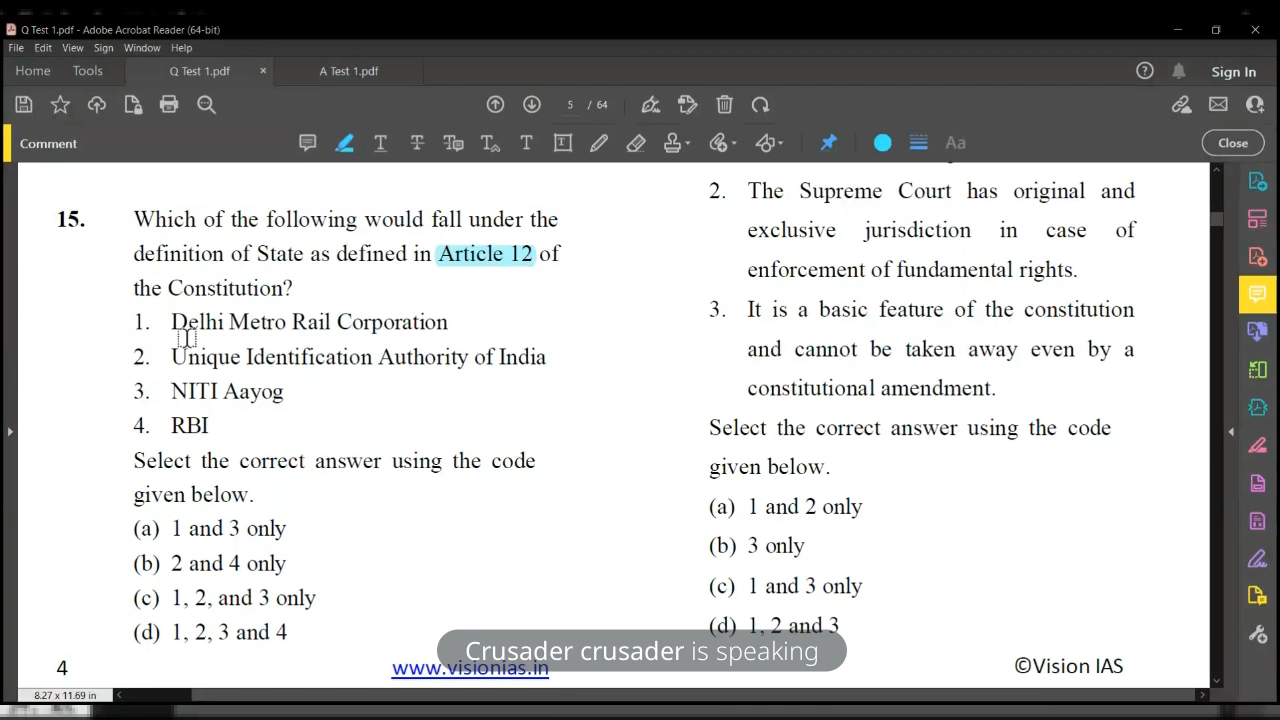 Q Test 1.pdf - Adobe Acrobat Reader (64-bit)
File Edit View Sign Window Help
Home Tools Q Test 1.pdf × A Test 1.pdf Sign In
5 / 64
Comment Aa Close
15. Which of the following would fall under the
definition of State as defined in Article 12 of
the Constitution?
1. Delhi Metro Rail Corporation
2. Unique Identification Authority of India
3. NITI Aayog
4. RBI
Select the correct answer using the code
given below.
(a) 1 and 3 only
(b) 2 and 4 only
(c) 1, 2, and 3 only
(d) 1, 2, 3 and 4
2. The Supreme Court has original and
exclusive jurisdiction in case of
enforcement of fundamental rights.
3. It is a basic feature of the constitution
and cannot be taken away even by a
constitutional amendment.
Select the correct answer using the code
given below.
(a) 1 and 2 only
(b) 3 only
(c) 1 and 3 only
(d) 1, 2 and 3
Crusader crusader is speaking
4 www.visionias.in ©Vision IAS
8.27 x 11.69 in